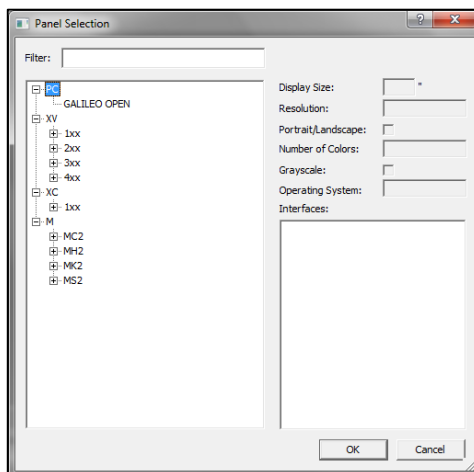 Panel Selection
Filter:
PC
GALILEO OPEN
XV
1xx
2xx
3xx
4xx
XC
1xx
M
MC2
MH2
MK2
MS2
Display Size: "
Resolution:
Portrait/Landscape:
Number of Colors:
Grayscale:
Operating System:
Interfaces:
OK Cancel